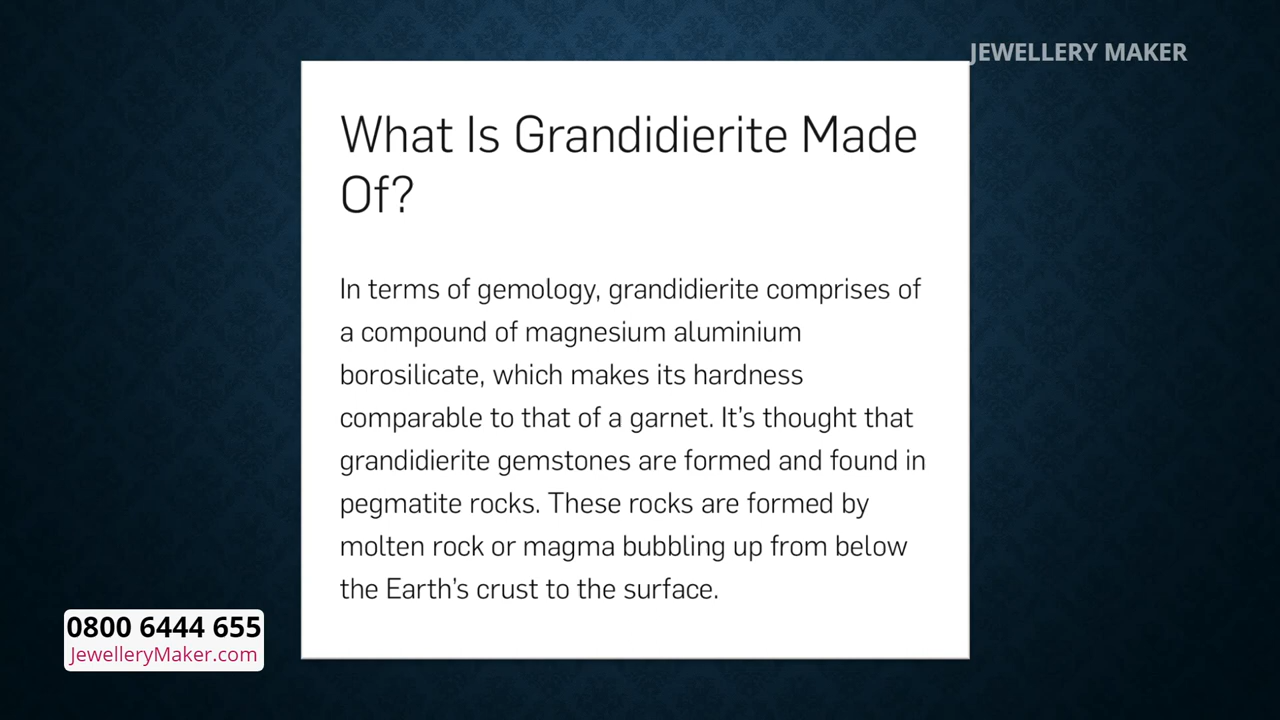 JEWELLERY MAKER
What Is Grandidierite Made
Of?
In terms of gemology, grandidierite comprises of
a compound of magnesium aluminium
borosilicate, which makes its hardness
comparable to that of a garnet. It’s thought that
grandidierite gemstones are formed and found in
pegmatite rocks. These rocks are formed by
molten rock or magma bubbling up from below
the Earth’s crust to the surface.
0800 6444 655
JewelleryMaker.com